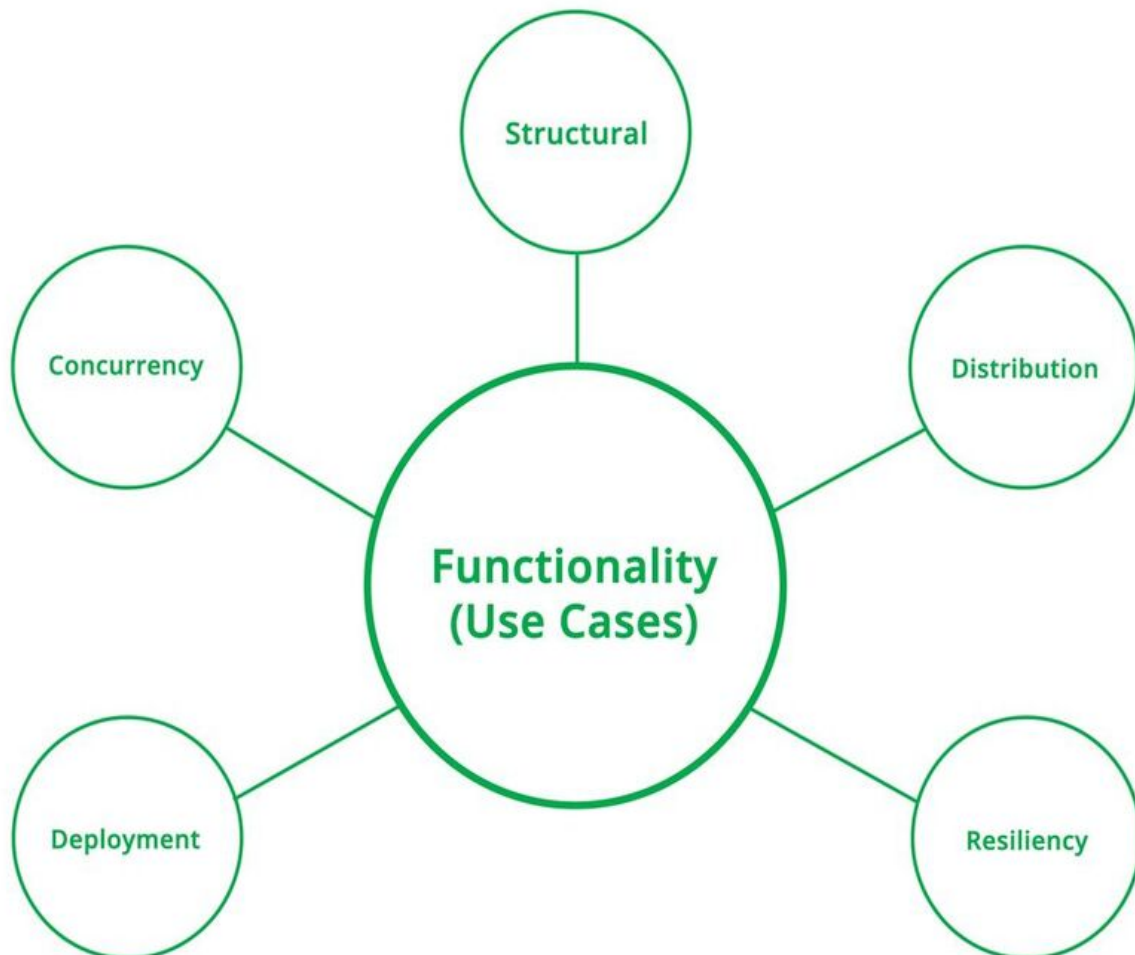 Structural
Concurrency
Distribution
Functionality
(Use Cases)
Deployment
Resiliency